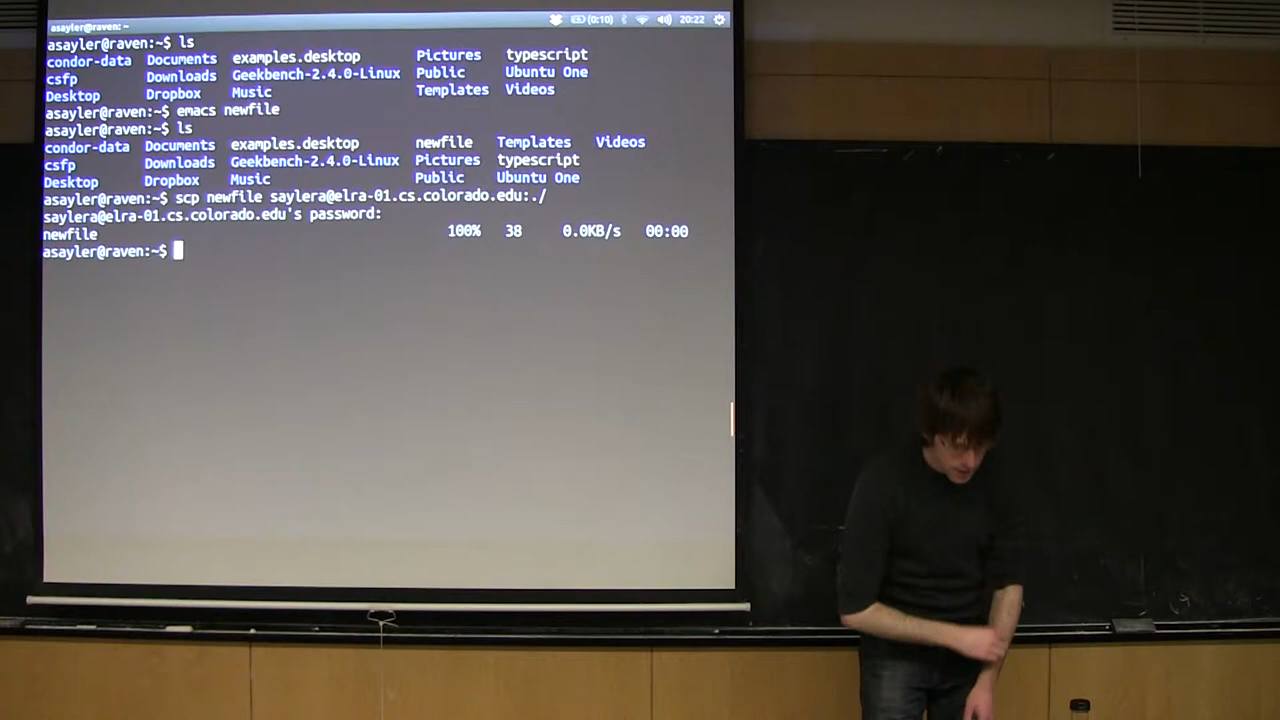 asayler@raven: ~
(0:10) 20:22
asayler@raven:~$ ls
condor-data Documents examples.desktop Pictures typescript
csfp Downloads Geekbench-2.4.0-Linux Public Ubuntu One
Desktop Dropbox Music Templates Videos
asayler@raven:~$ emacs newfile
asayler@raven:~$ ls
condor-data Documents examples.desktop newfile Templates Videos
csfp Downloads Geekbench-2.4.0-Linux Pictures typescript
Desktop Dropbox Music Public Ubuntu One
asayler@raven:~$ scp newfile saylera@elra-01.cs.colorado.edu:./
saylera@elra-01.cs.colorado.edu's password:
newfile 100% 38 0.0KB/s 00:00
asayler@raven:~$